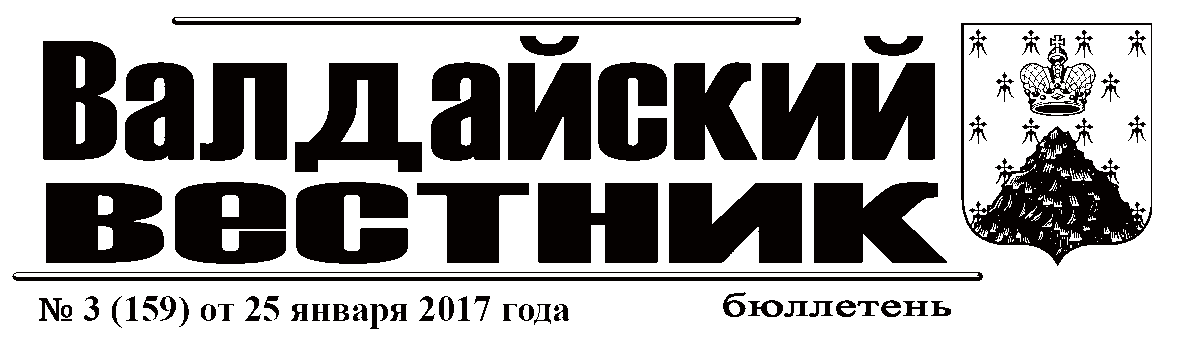 Валдайский
ВЕСТНИК
№ 3 (159) от 25 января 2017 года
бюллетень